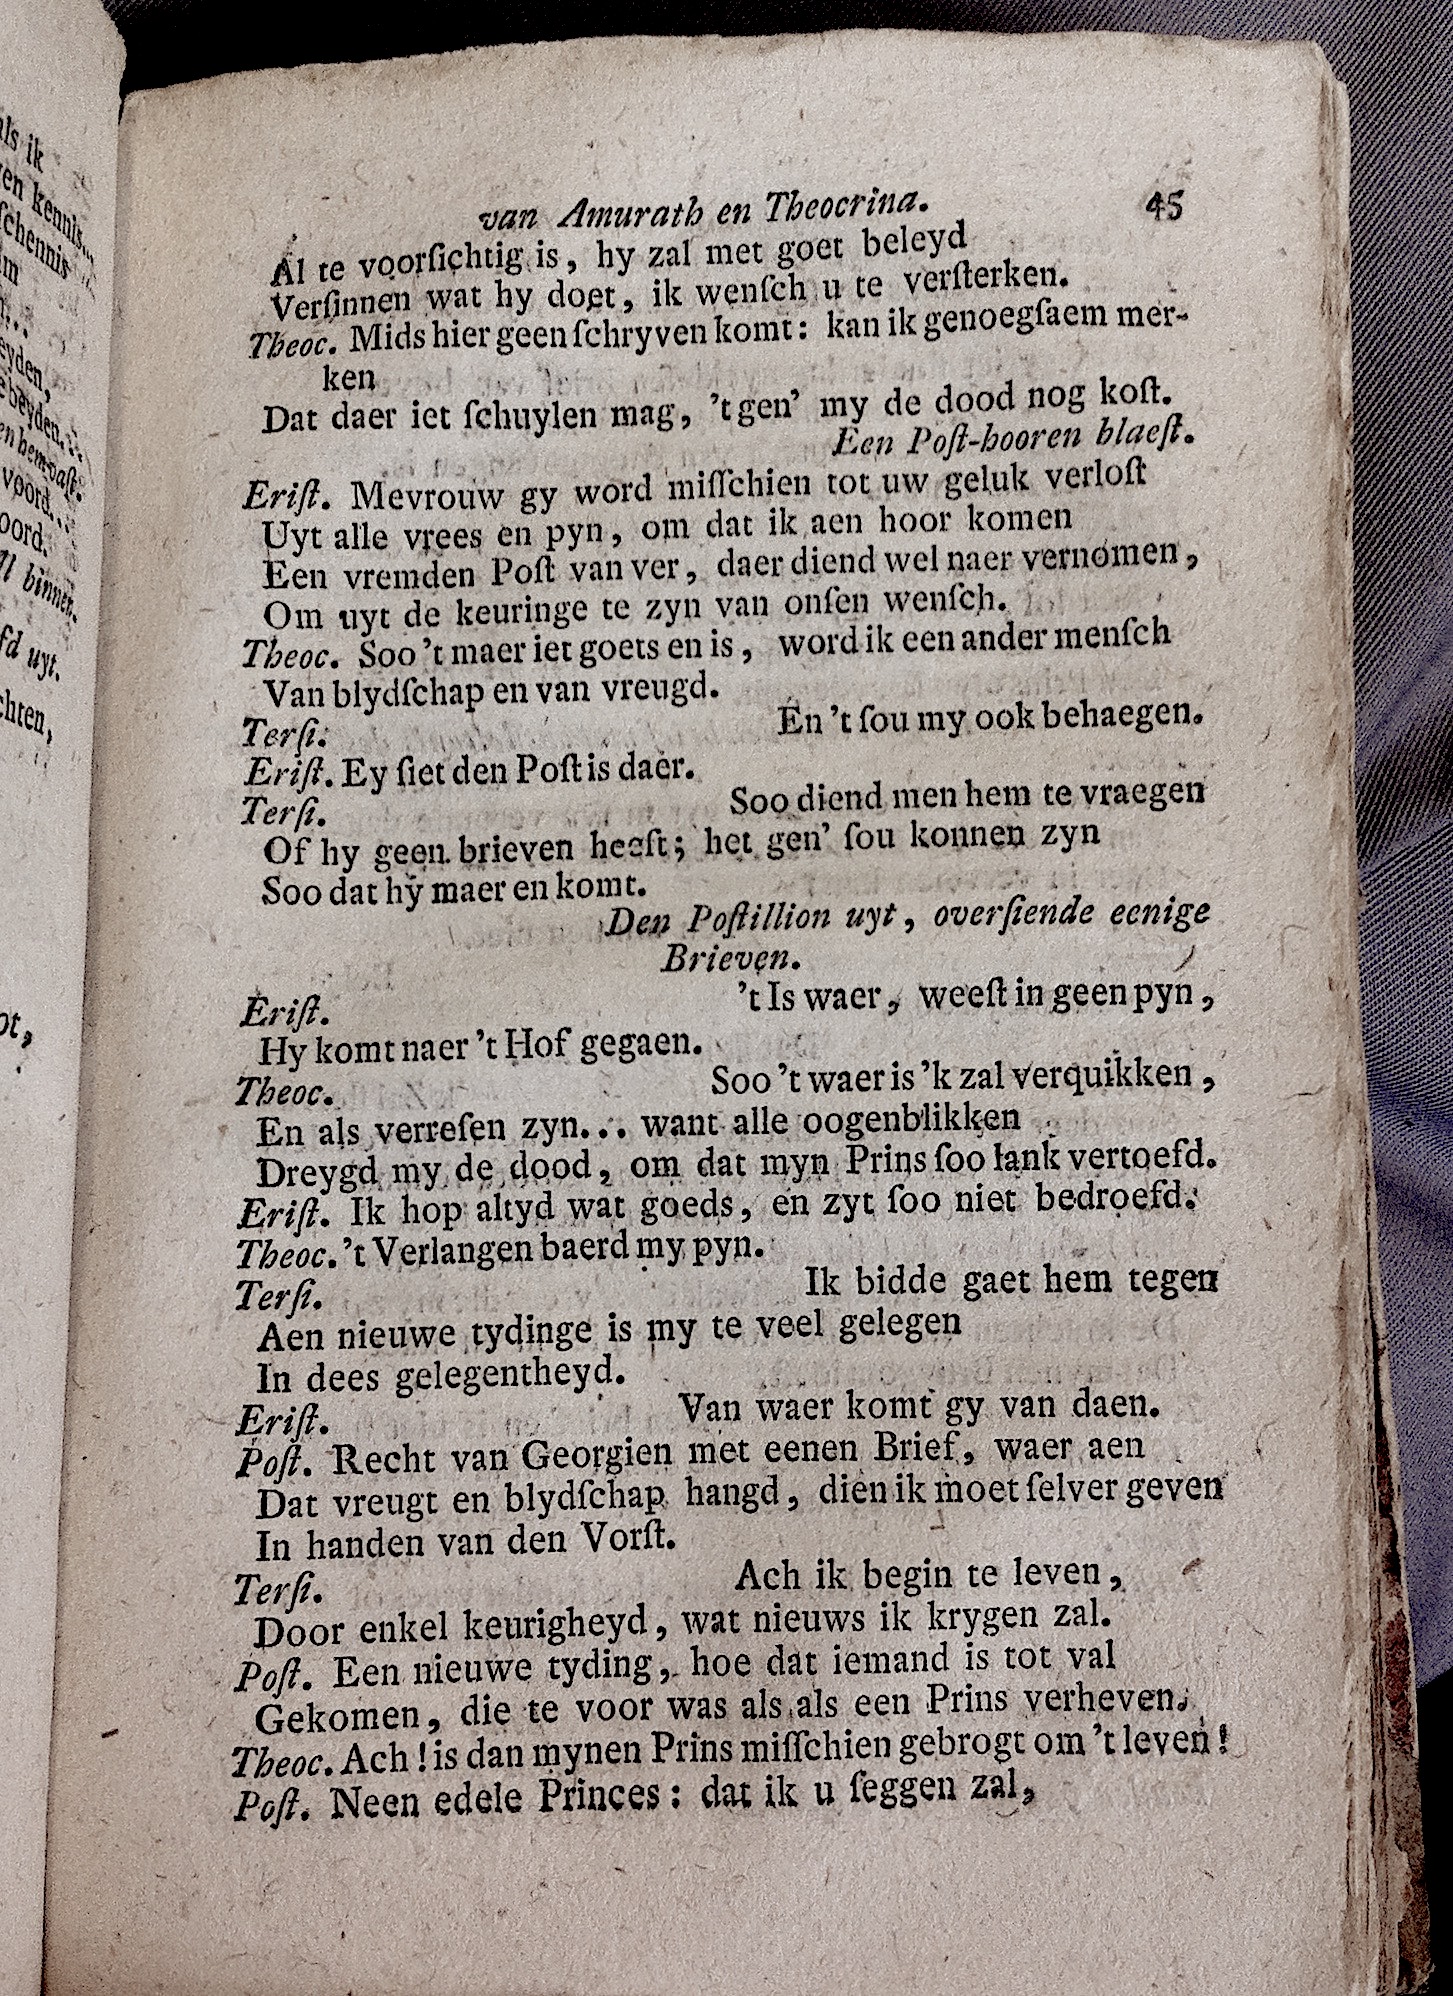 als ik
en kennis...
schennis
eyden,
voord...
oord.
binnen.
uyt.
van Amurath en Theocrina. 45
Al te voorſichtig is, hy zal met goet beleyd
Verſinnen wat hy doet, ik wenſch u te verſterken.
Theoc. Mids hier geen ſchryven komt: kan ik genoegſaem mer-
ken
Dat daer iet ſchuylen mag, 't gen' my de dood nog koſt.
Een Poſt-hooren blaeſt.
Eriſt. Mevrouw gy word miſſchien tot uw geluk verloſt
Uyt alle vrees en pyn, om dat ik aen hoor komen
Een vremden Poſt van ver, daer diend wel naer vernomen,
Om uyt de keuringe te zyn van onſen wenſch.
Theoc. Soo 't maer iet goets en is, word ik een ander menſch
Van blydſchap en van vreugd.
Terſi. En 't ſou my ook behaegen.
Eriſt. Ey ſiet den Poſt is daer.
Terſi. Soo diend men hem te vraegen
Of hy geen brieven heeft; het gen' ſou konnen zyn
Soo dat hy maer en komt.
Den Poſtillion uyt, overſiende eenige
Brieven.
Eriſt. 't Is waer, weeſt in geen pyn,
Hy komt naer 't Hof gegaen.
Theoc. Soo 't waer is 'k zal verquikken,
En als verreſen zyn... want alle oogenblikken
Dreygd my de dood, om dat myn Prins ſoo lank vertoefd.
Eriſt. Ik hop altyd wat goeds, en zyt ſoo niet bedroefd.
Theoc. 't Verlangen baerd my pyn.
Terſi. Ik bidde gaet hem tegen
Aen nieuwe tydinge is my te veel gelegen
In dees gelegentheyd.
Eriſt. Van waer komt gy van daen.
Poſt. Recht van Georgien met eenen Brief, waer aen
Dat vreugt en blydſchap hangd, dien ik moet ſelver geven
In handen van den Vorſt.
Terſi. Ach ik begin te leven,
Door enkel keurigheyd, wat nieuws ik krygen zal.
Poſt. Een nieuwe tyding, hoe dat iemand is tot val
Gekomen, die te voor was als als een Prins verheven.
Theoc. Ach! is dan mynen Prins miſſchien gebrogt om 't leven!
Poſt. Neen edele Princes: dat ik u ſeggen zal,